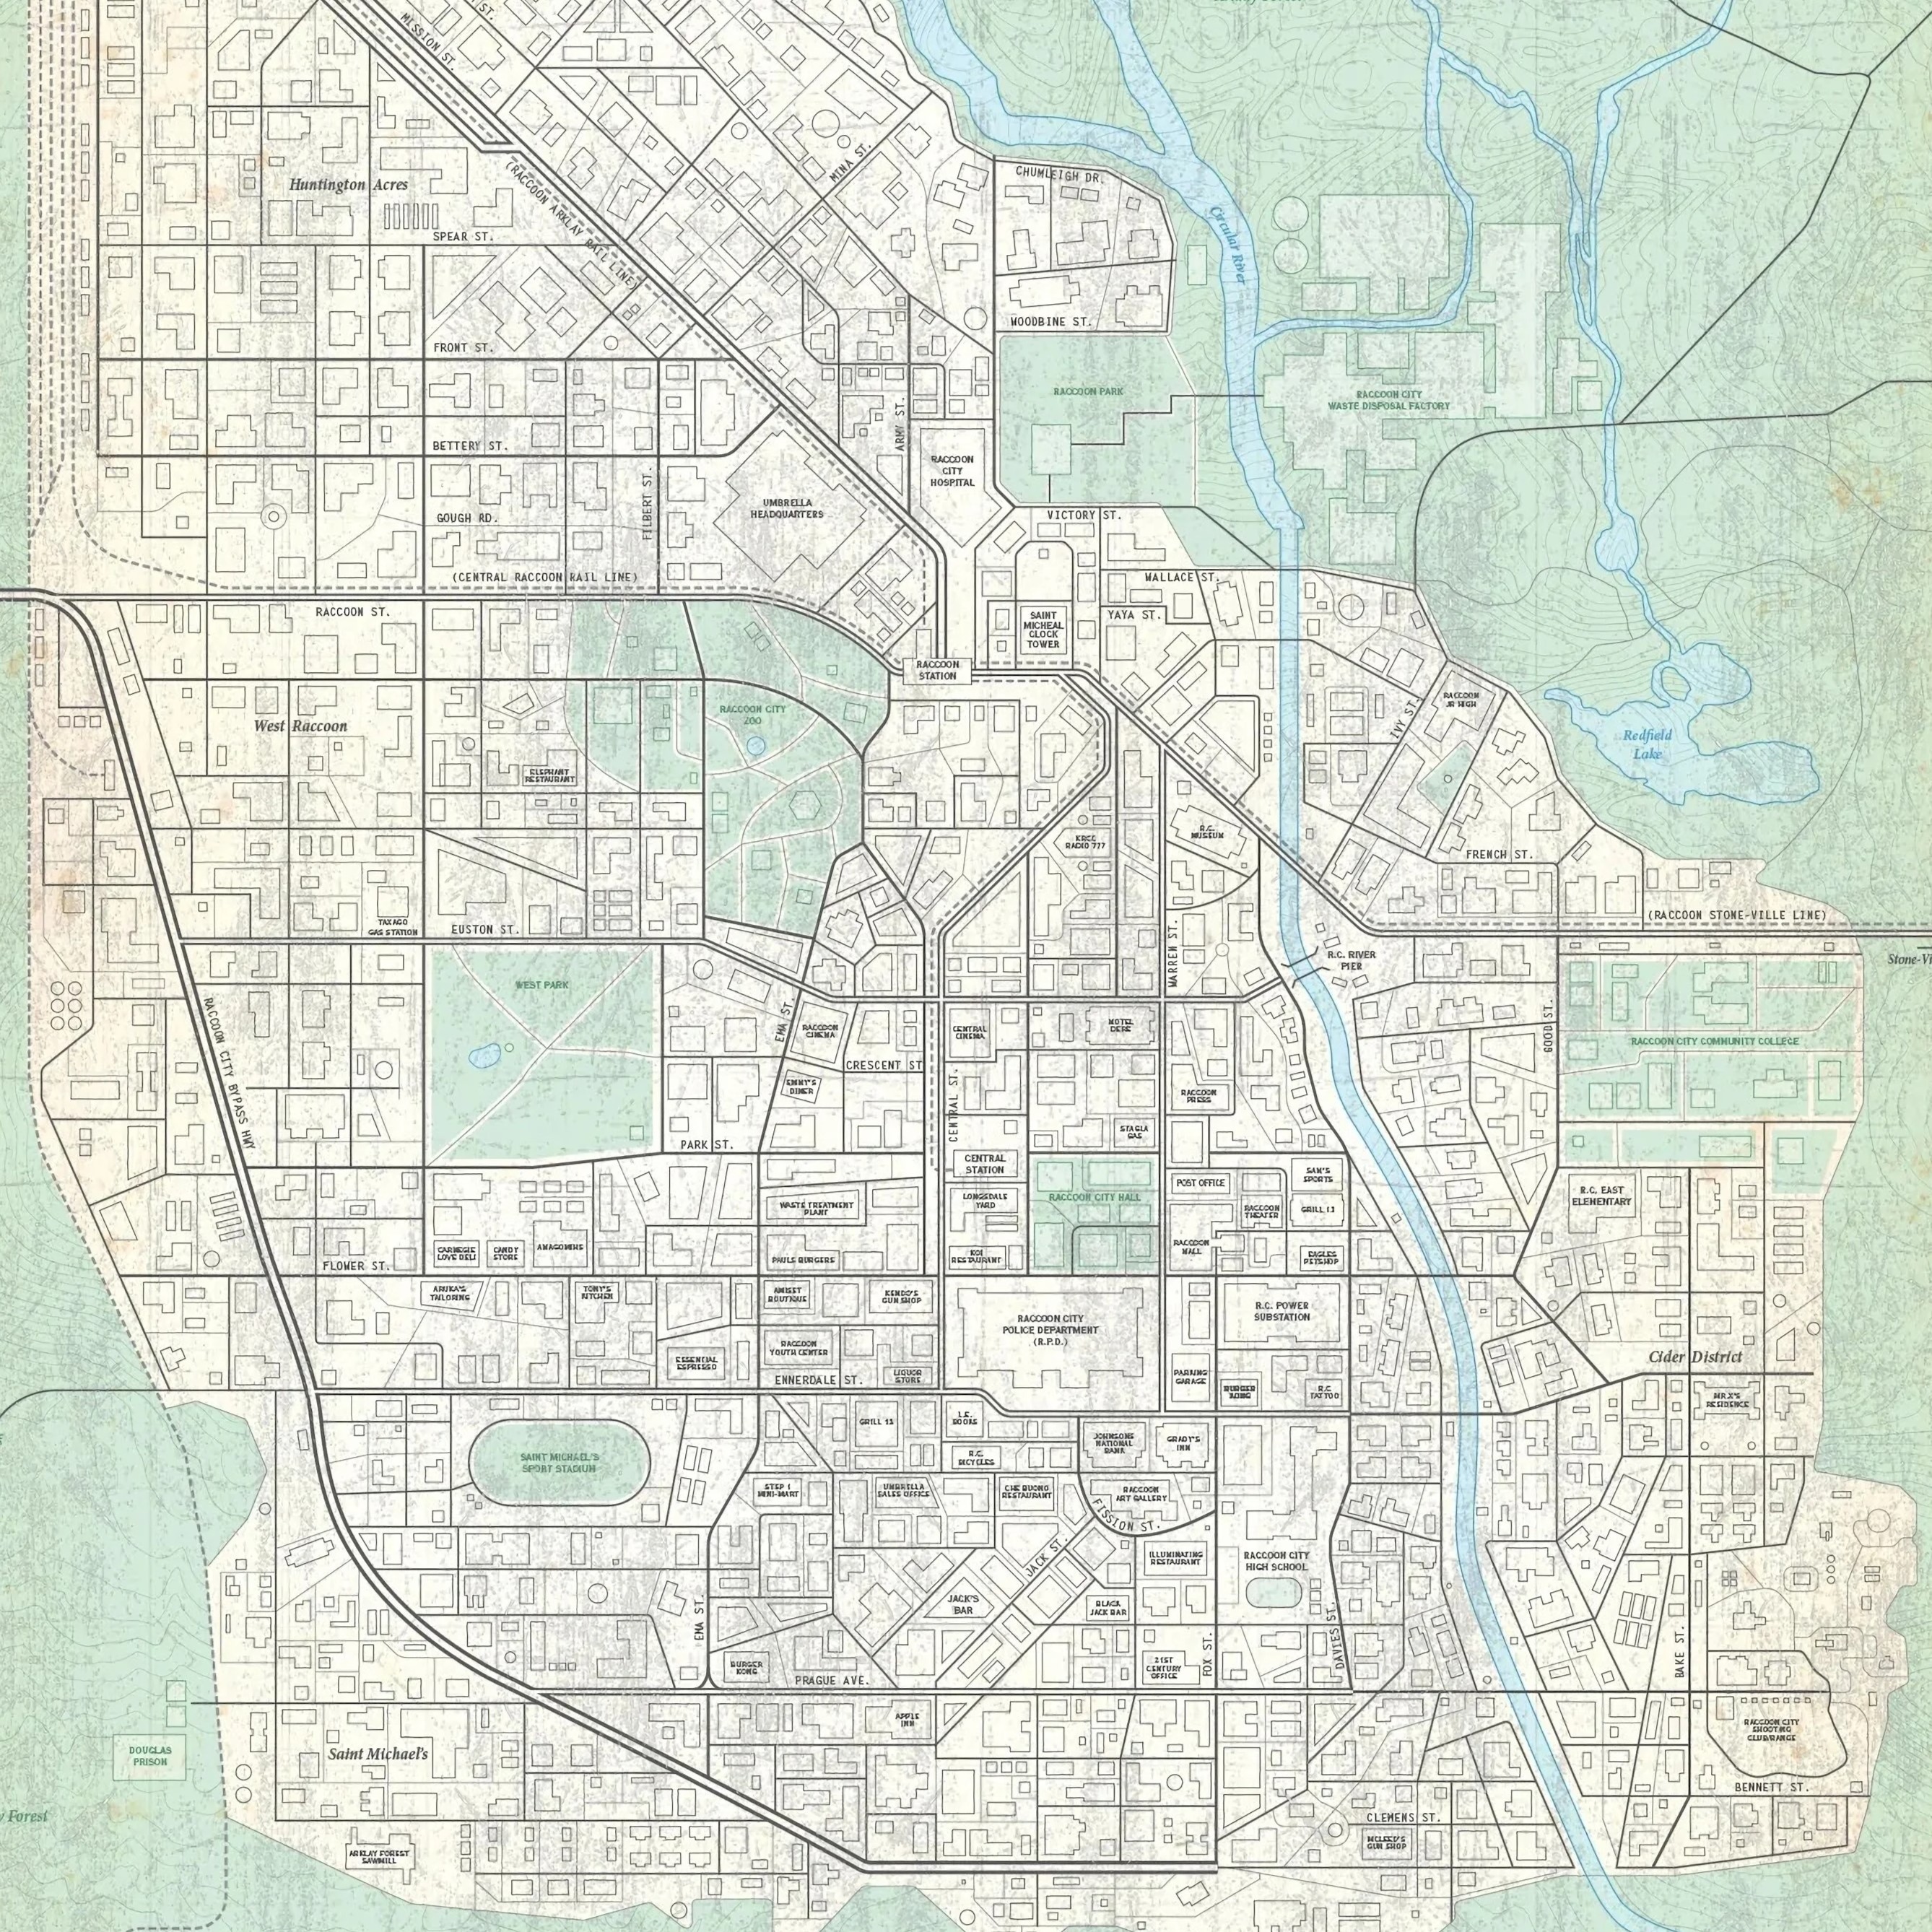 MISSION ST.
Huntington Acres
(RACCOON ARKLAY RAIL LINE)
MINA ST.
CHUMLEIGH DR.
SPEAR ST.
Circular River
WOODBINE ST.
FRONT ST.
RACCOON PARK
RACCOON CITY
WASTE DISPOSAL FACTORY
ARMY ST.
BETTERY ST.
RACCOON
CITY
HOSPITAL
FILBERT ST.
GOUGH RD.
UMBRELLA
HEADQUARTERS
VICTORY ST.
(CENTRAL RACCOON RAIL LINE)
WALLACE ST.
RACCOON ST.
YAYA ST.
SAINT
MICHEAL
CLOCK
TOWER
RACCOON
STATION
RACCOON
JR HIGH
IVY ST.
West Raccoon
RACCOON CITY
ZOO
Redfield
Lake
ELEPHANT
RESTAURANT
R.C.
MUSEUM
KRCC
RADIO 777
FRENCH ST.
TAXAGO
GAS STATION
EUSTON ST.
(RACCOON STONE-VILLE LINE)
WARREN ST.
R.C. RIVER
PIER
Stone-Vi
WEST PARK
RACCOON CITY BYPASS HWY
EMA ST.
RACCOON
CINEMA
CENTRAL
CINEMA
MOTEL
DERE
GOOD ST.
RACCOON CITY COMMUNITY COLLEGE
CRESCENT ST
EMMY'S
DINER
RACCOON
PRESS
CENTRAL ST.
STAGLA
GAS
PARK ST.
CENTRAL
STATION
SAM'S
SPORTS
POST OFFICE
R.C. EAST
ELEMENTARY
WASTE TREATMENT
PLANT
LONGSDALE
YARD
RACCOON CITY HALL
RACCOON
THEATER
GRILL 13
CARNEGIE
LOVE DELI
CANDY
STORE
AMAGOMINS
PAULS BURGERS
KOI
RESTAURANT
RACCOON
MALL
EAGLES
PETSHOP
FLOWER ST.
ARUKA'S
TAILORING
TONY'S
KITCHEN
AMISET
BOUTIQUE
KENDO'S
GUN SHOP
RACCOON CITY
POLICE DEPARTMENT
(R.P.D.)
R.C. POWER
SUBSTATION
RACCOON
YOUTH CENTER
ESSENCIAL
ESPRESSO
Cider District
ENNERDALE ST.
LIQUOR
STORE
PARKING
GARAGE
BURGER
KONG
R.C.
TATTOO
MR.X'S
RESIDENCE
GRILL 13
L.E.
BOOKS
SAINT MICHAEL'S
SPORT STADIUM
R.C.
BICYCLES
JOHNSONS
NATIONAL
BANK
GRADY'S
INN
STEP 1
MINI-MART
UMBRELLA
SALES OFFICE
CHE BUONO
RESTAURANT
RACCOON
ART GALLERY
FISSION ST.
JACK ST.
ILLUMINATING
RESTAURANT
RACCOON CITY
HIGH SCHOOL
JACK'S
BAR
BLACK
JACK BAR
EMA ST.
FOX ST.
DAVIES ST.
BAKE ST.
BURGER
KONG
PRAGUE AVE.
21ST
CENTURY
OFFICE
APPLE
INN
RACCOON CITY
SHOOTING
CLUB/RANGE
DOUGLAS
PRISON
Saint Michael's
BENNETT ST.
Forest
CLEMENS ST.
MCLEED'S
GUN SHOP
ARKLAY FOREST
SAWMILL